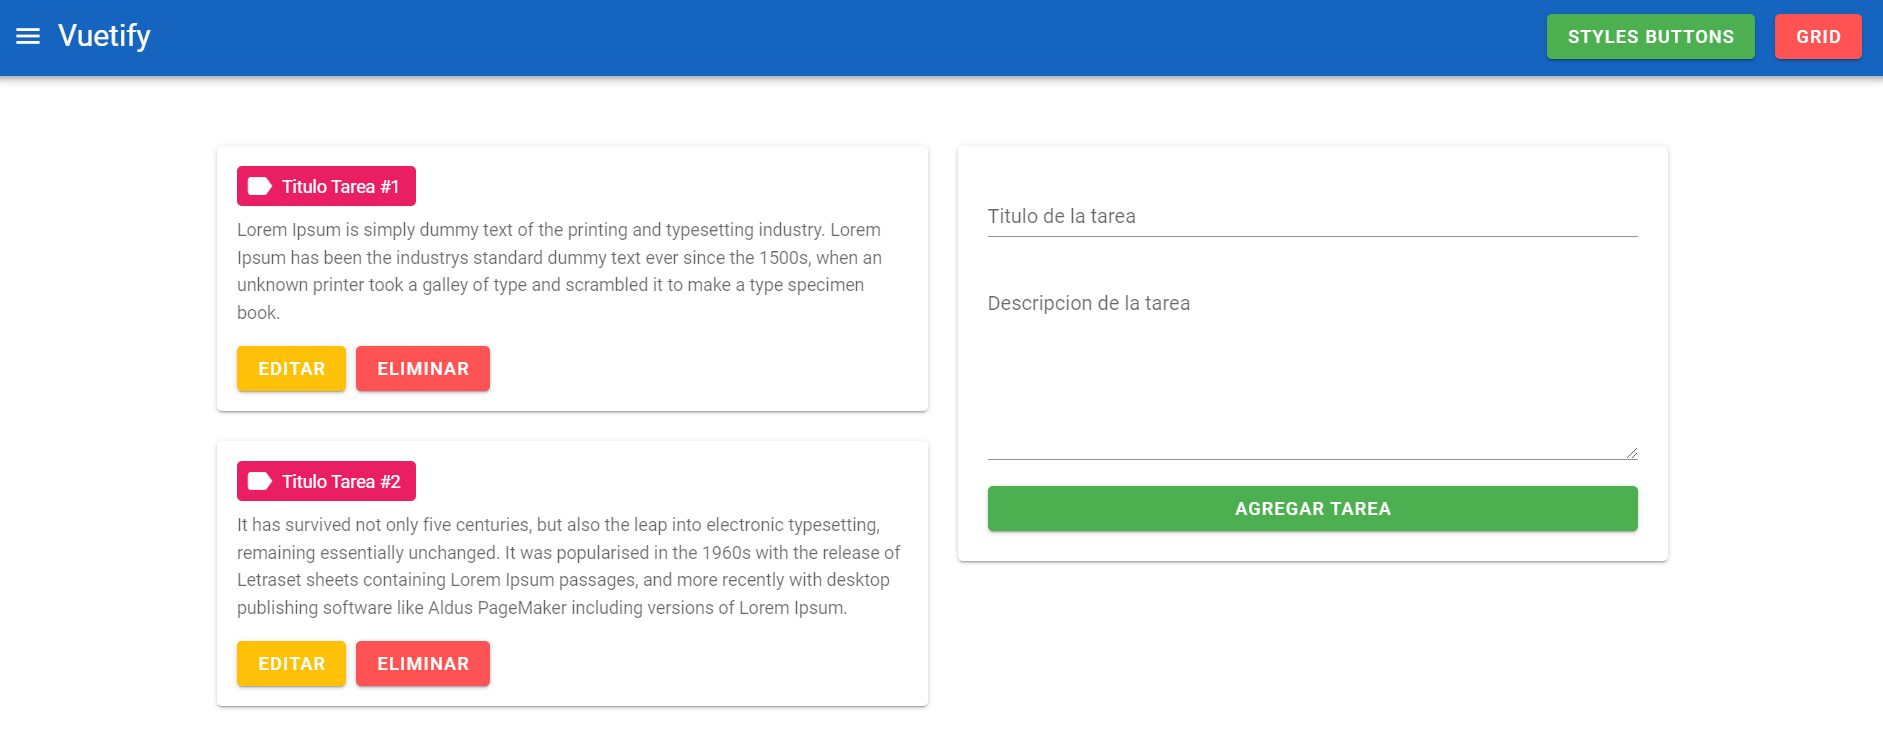 Vuetify
STYLES BUTTONS
GRID
Titulo Tarea #1
Lorem Ipsum is simply dummy text of the printing and typesetting industry. Lorem
Ipsum has been the industrys standard dummy text ever since the 1500s, when an
unknown printer took a galley of type and scrambled it to make a type specimen
book.
EDITAR
ELIMINAR
Titulo Tarea #2
It has survived not only five centuries, but also the leap into electronic typesetting,
remaining essentially unchanged. It was popularised in the 1960s with the release of
Letraset sheets containing Lorem Ipsum passages, and more recently with desktop
publishing software like Aldus PageMaker including versions of Lorem Ipsum.
EDITAR
ELIMINAR
Titulo de la tarea
Descripcion de la tarea
AGREGAR TAREA